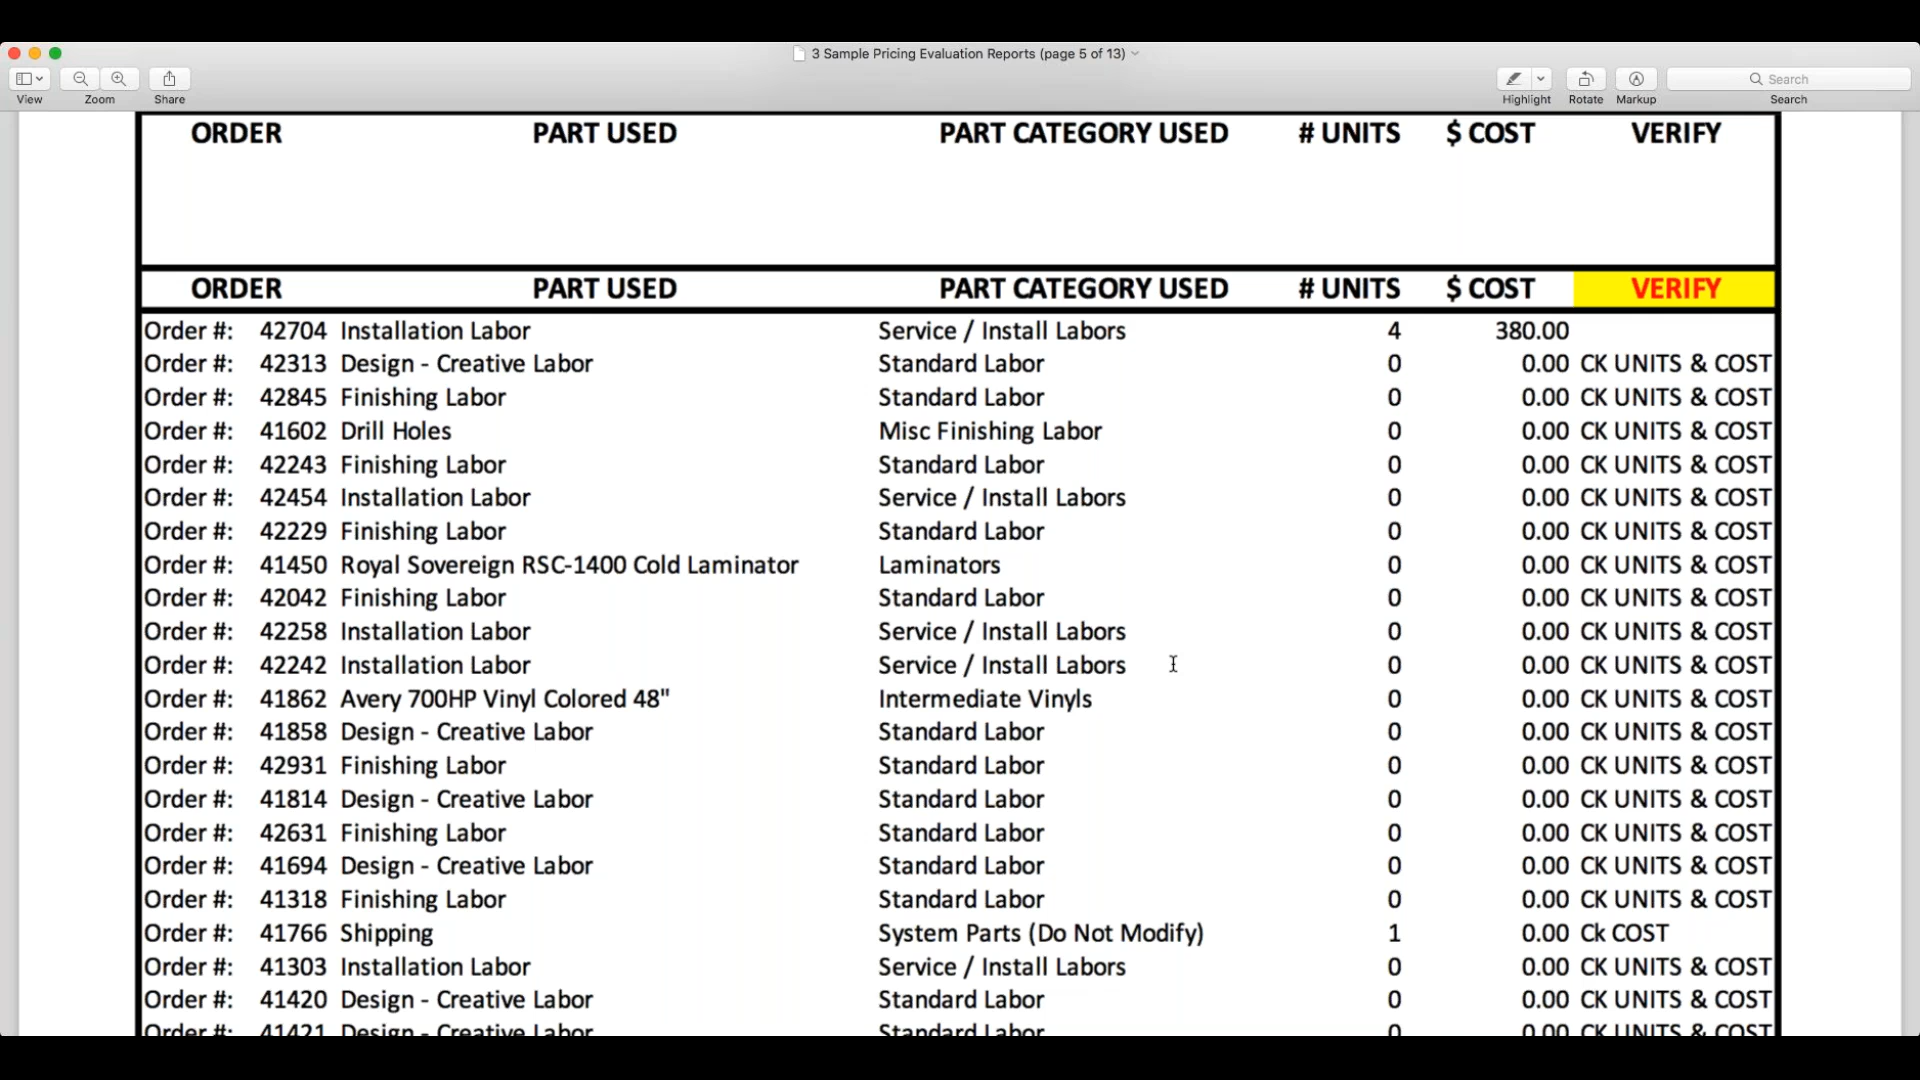 3 Sample Pricing Evaluation Reports (page 5 of 13)
View Zoom Share Highlight Rotate Markup Search
Search
ORDER PART USED PART CATEGORY USED # UNITS $ COST VERIFY
ORDER PART USED PART CATEGORY USED # UNITS $ COST VERIFY
Order #: 42704 Installation Labor Service / Install Labors 4 380.00
Order #: 42313 Design - Creative Labor Standard Labor 0 0.00 CK UNITS & COST
Order #: 42845 Finishing Labor Standard Labor 0 0.00 CK UNITS & COST
Order #: 41602 Drill Holes Misc Finishing Labor 0 0.00 CK UNITS & COST
Order #: 42243 Finishing Labor Standard Labor 0 0.00 CK UNITS & COST
Order #: 42454 Installation Labor Service / Install Labors 0 0.00 CK UNITS & COST
Order #: 42229 Finishing Labor Standard Labor 0 0.00 CK UNITS & COST
Order #: 41450 Royal Sovereign RSC-1400 Cold Laminator Laminators 0 0.00 CK UNITS & COST
Order #: 42042 Finishing Labor Standard Labor 0 0.00 CK UNITS & COST
Order #: 42258 Installation Labor Service / Install Labors 0 0.00 CK UNITS & COST
Order #: 42242 Installation Labor Service / Install Labors 0 0.00 CK UNITS & COST
Order #: 41862 Avery 700HP Vinyl Colored 48" Intermediate Vinyls 0 0.00 CK UNITS & COST
Order #: 41858 Design - Creative Labor Standard Labor 0 0.00 CK UNITS & COST
Order #: 42931 Finishing Labor Standard Labor 0 0.00 CK UNITS & COST
Order #: 41814 Design - Creative Labor Standard Labor 0 0.00 CK UNITS & COST
Order #: 42631 Finishing Labor Standard Labor 0 0.00 CK UNITS & COST
Order #: 41694 Design - Creative Labor Standard Labor 0 0.00 CK UNITS & COST
Order #: 41318 Finishing Labor Standard Labor 0 0.00 CK UNITS & COST
Order #: 41766 Shipping System Parts (Do Not Modify) 1 0.00 Ck COST
Order #: 41303 Installation Labor Service / Install Labors 0 0.00 CK UNITS & COST
Order #: 41420 Design - Creative Labor Standard Labor 0 0.00 CK UNITS & COST
Order #: 41421 Design - Creative Labor Standard Labor 0 0.00 CK UNITS & COST